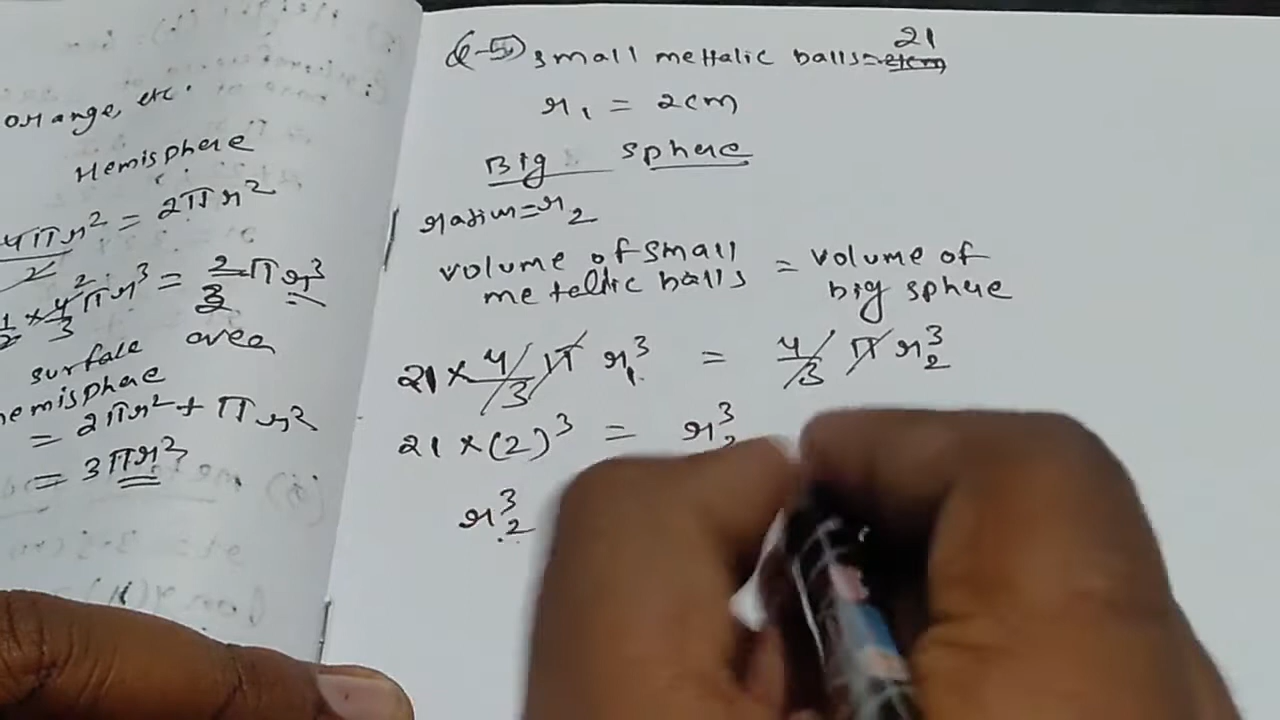 orange, etc.
Hemisphere
4πr² / 2 = 2πr²
1/2 × 4/3 πr³ = 2/3 πr³
surface area
hemisphere
= 2πr² + πr²
= 3πr²
Q-5) small mettalic balls = 21
r₁ = 2cm
Big sphere
radius = r₂
volume of small metallic balls = volume of big sphere
21 × 4/3 π r₁³ = 4/3 π r₂³
21 × (2)³ = r₂³
r₂³